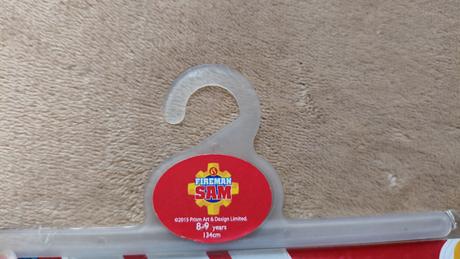 FIREMAN
SAM
©2015 Prism Art & Design Limited.
8-9 years
134cm